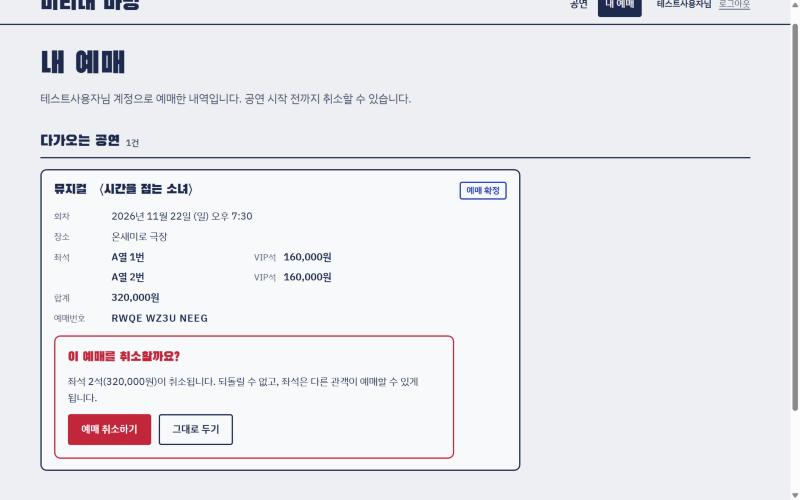 공연 내 예매 테스트사용자님 로그아웃
내 예매
테스트사용자님 계정으로 예매한 내역입니다. 공연 시작 전까지 취소할 수 있습니다.
다가오는 공연 1건
뮤지컬 〈시간을 접는 소녀〉 예매 확정
회차 2026년 11월 22일 (일) 오후 7:30
장소 온새미로 극장
좌석 A열 1번 VIP석 160,000원
A열 2번 VIP석 160,000원
합계 320,000원
예매번호 RWQE WZ3U NEEG
이 예매를 취소할까요?
좌석 2석(320,000원)이 취소됩니다. 되돌릴 수 없고, 좌석은 다른 관객이 예매할 수 있게
됩니다.
예매 취소하기 그대로 두기